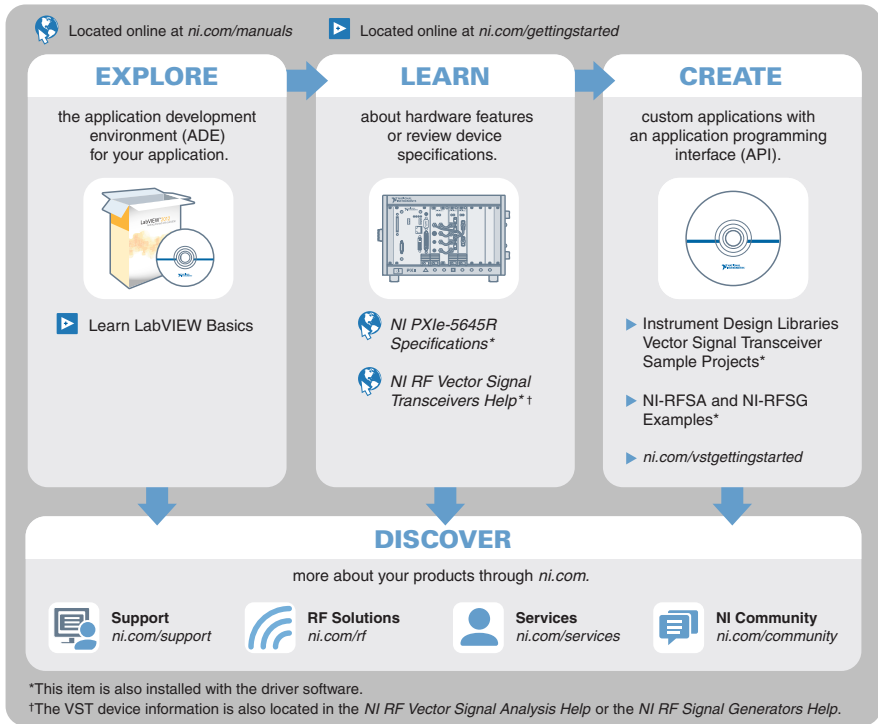 Located online at ni.com/manuals
Located online at ni.com/gettingstarted
EXPLORE
the application development
environment (ADE)
for your application.
LabVIEW
Learn LabVIEW Basics
LEARN
about hardware features
or review device
specifications.
NI PXIe-5645R
Specifications*
NI RF Vector Signal
Transceivers Help* †
CREATE
custom applications with
an application programming
interface (API).
Instrument Design Libraries
Vector Signal Transceiver
Sample Projects*
NI-RFSA and NI-RFSG
Examples*
ni.com/vstgettingstarted
DISCOVER
more about your products through ni.com.
Support
ni.com/support
RF Solutions
ni.com/rf
Services
ni.com/services
NI Community
ni.com/community
*This item is also installed with the driver software.
†The VST device information is also located in the NI RF Vector Signal Analysis Help or the NI RF Signal Generators Help.